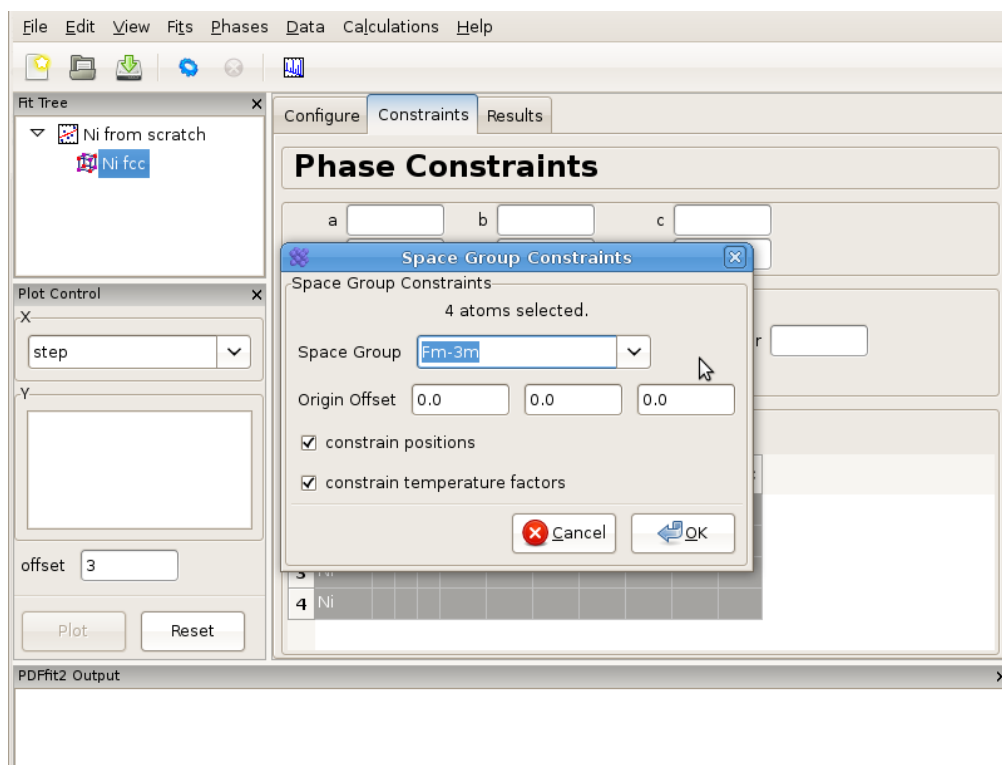 File Edit View Fits Phases Data Calculations Help
Fit Tree
Ni from scratch
Ni fcc
Plot Control
X
step
Y
offset 3
Plot Reset
Configure Constraints Results
Phase Constraints
a b c
r
Space Group Constraints
Space Group Constraints
4 atoms selected.
Space Group Fm-3m
Origin Offset 0.0 0.0 0.0
constrain positions
constrain temperature factors
Cancel OK
3 Ni
4 Ni
PDFfit2 Output